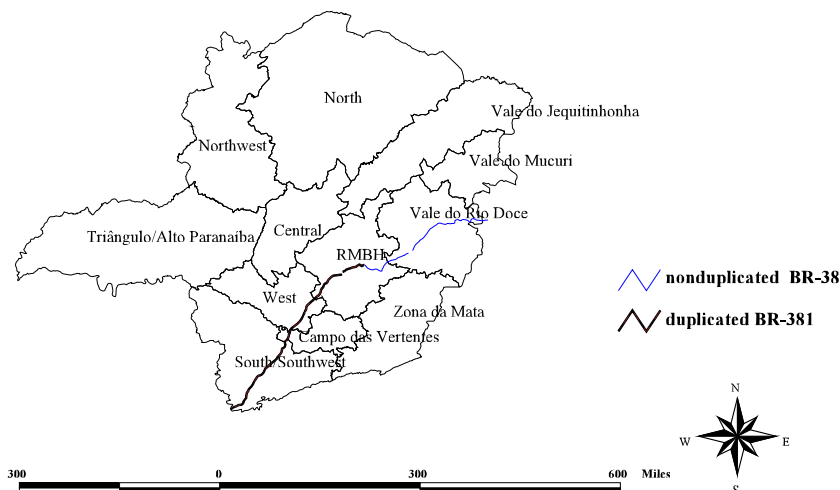 North
Vale do Jequitinhonha
Northwest
Vale do Mucuri
Vale do Rio Doce
Triângulo/Alto Paranaíba
Central
RMBH
West
Zona da Mata
Campo das Vertentes
South/Southwest
nonduplicated BR-38
duplicated BR-381
N
W
E
S
300
0
300
600
Miles